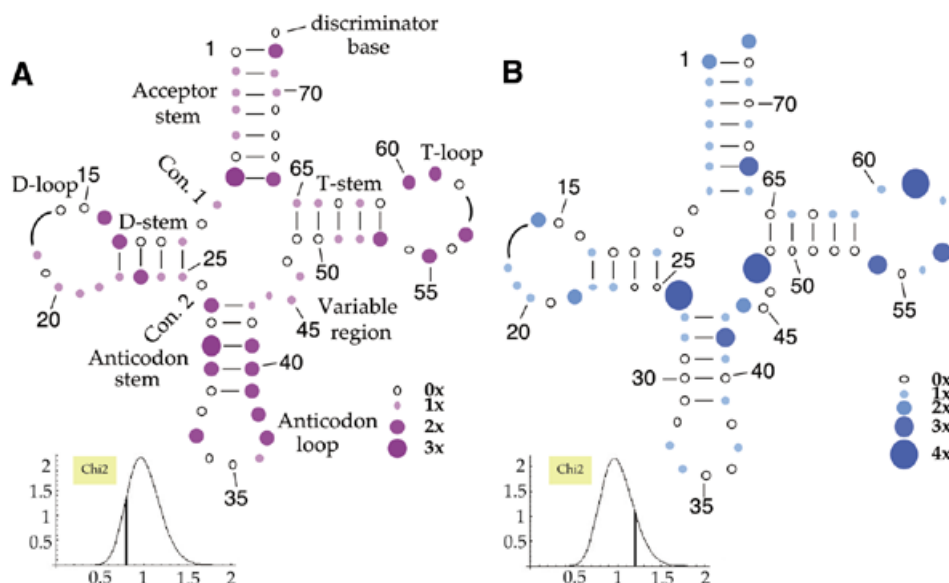 A
discriminator
base
1
Acceptor
stem
70
Con. 1
D-loop
15
D-stem
65
T-stem
60
T-loop
25
50
55
20
Con. 2
45
Variable
region
Anticodon
stem
40
Anticodon
loop
35
0x
1x
2x
3x
Chi2
2
1.5
1
0.5
0.5 1 1.5 2
B
1
70
15
65
60
25
50
55
20
45
30
40
35
0x
1x
2x
3x
4x
Chi2
2
1.5
1
0.5
0.5 1 1.5 2